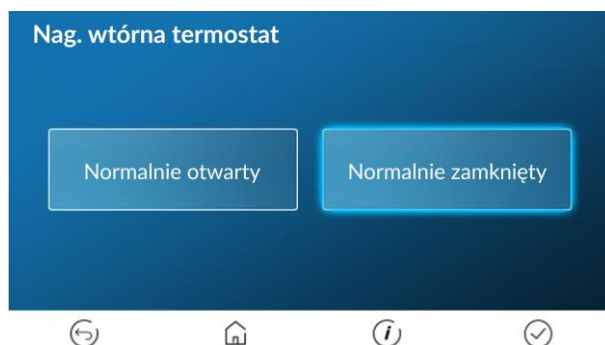 Nag. wtórna termostat
Normalnie otwarty
Normalnie zamknięty